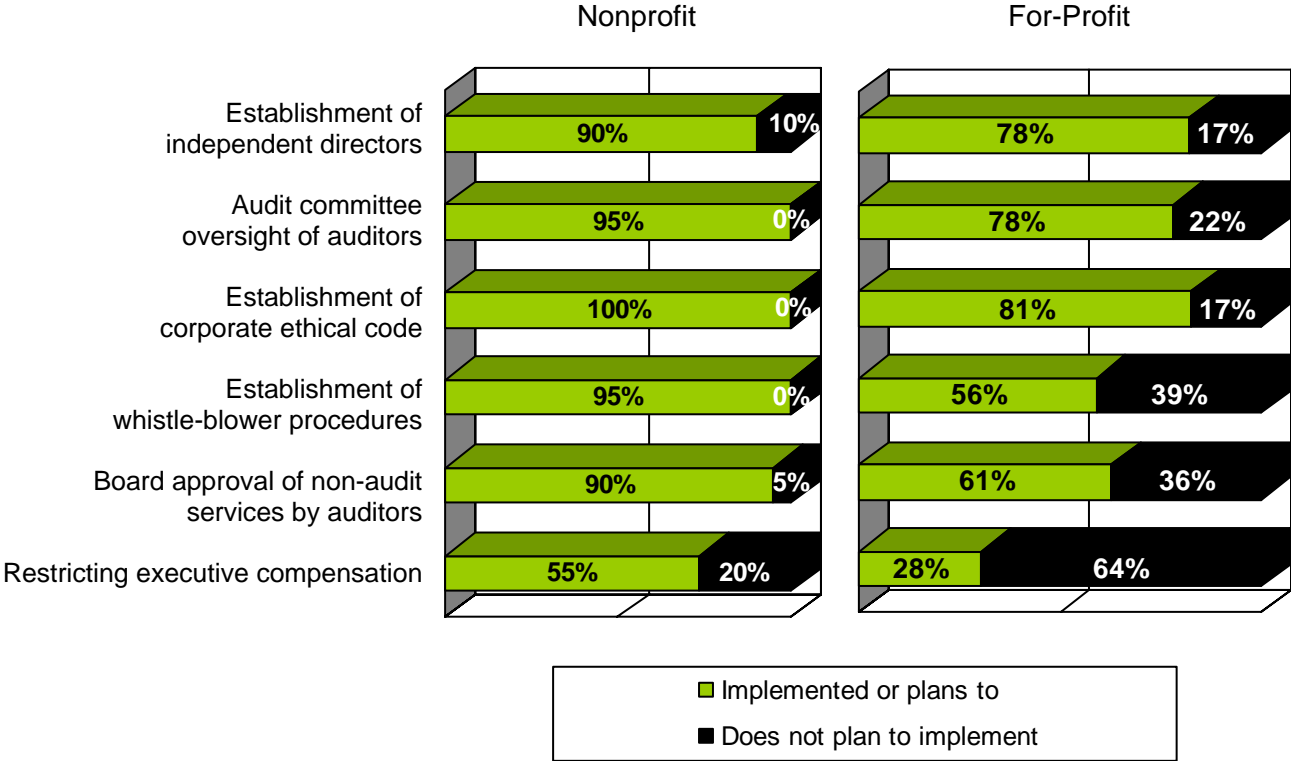 Nonprofit
For-Profit
Establishment of
independent directors
90%
10%
78%
17%
Audit committee
oversight of auditors
95%
0%
78%
22%
Establishment of
corporate ethical code
100%
0%
81%
17%
Establishment of
whistle-blower procedures
95%
0%
56%
39%
Board approval of non-audit
services by auditors
90%
5%
61%
36%
Restricting executive compensation
55%
20%
28%
64%
Implemented or plans to
Does not plan to implement